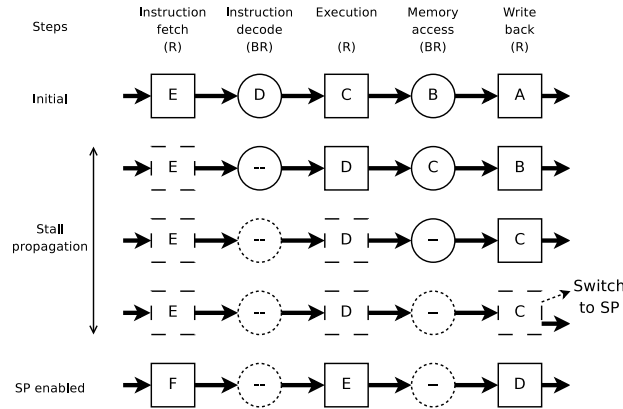 Steps
Instruction fetch (R)
Instruction decode (BR)
Execution (R)
Memory access (BR)
Write back (R)
Initial
E D C B A
Stall propagation
E -- D C B
E -- D – C
E -- D – C
Switch to SP
SP enabled
F -- E – D